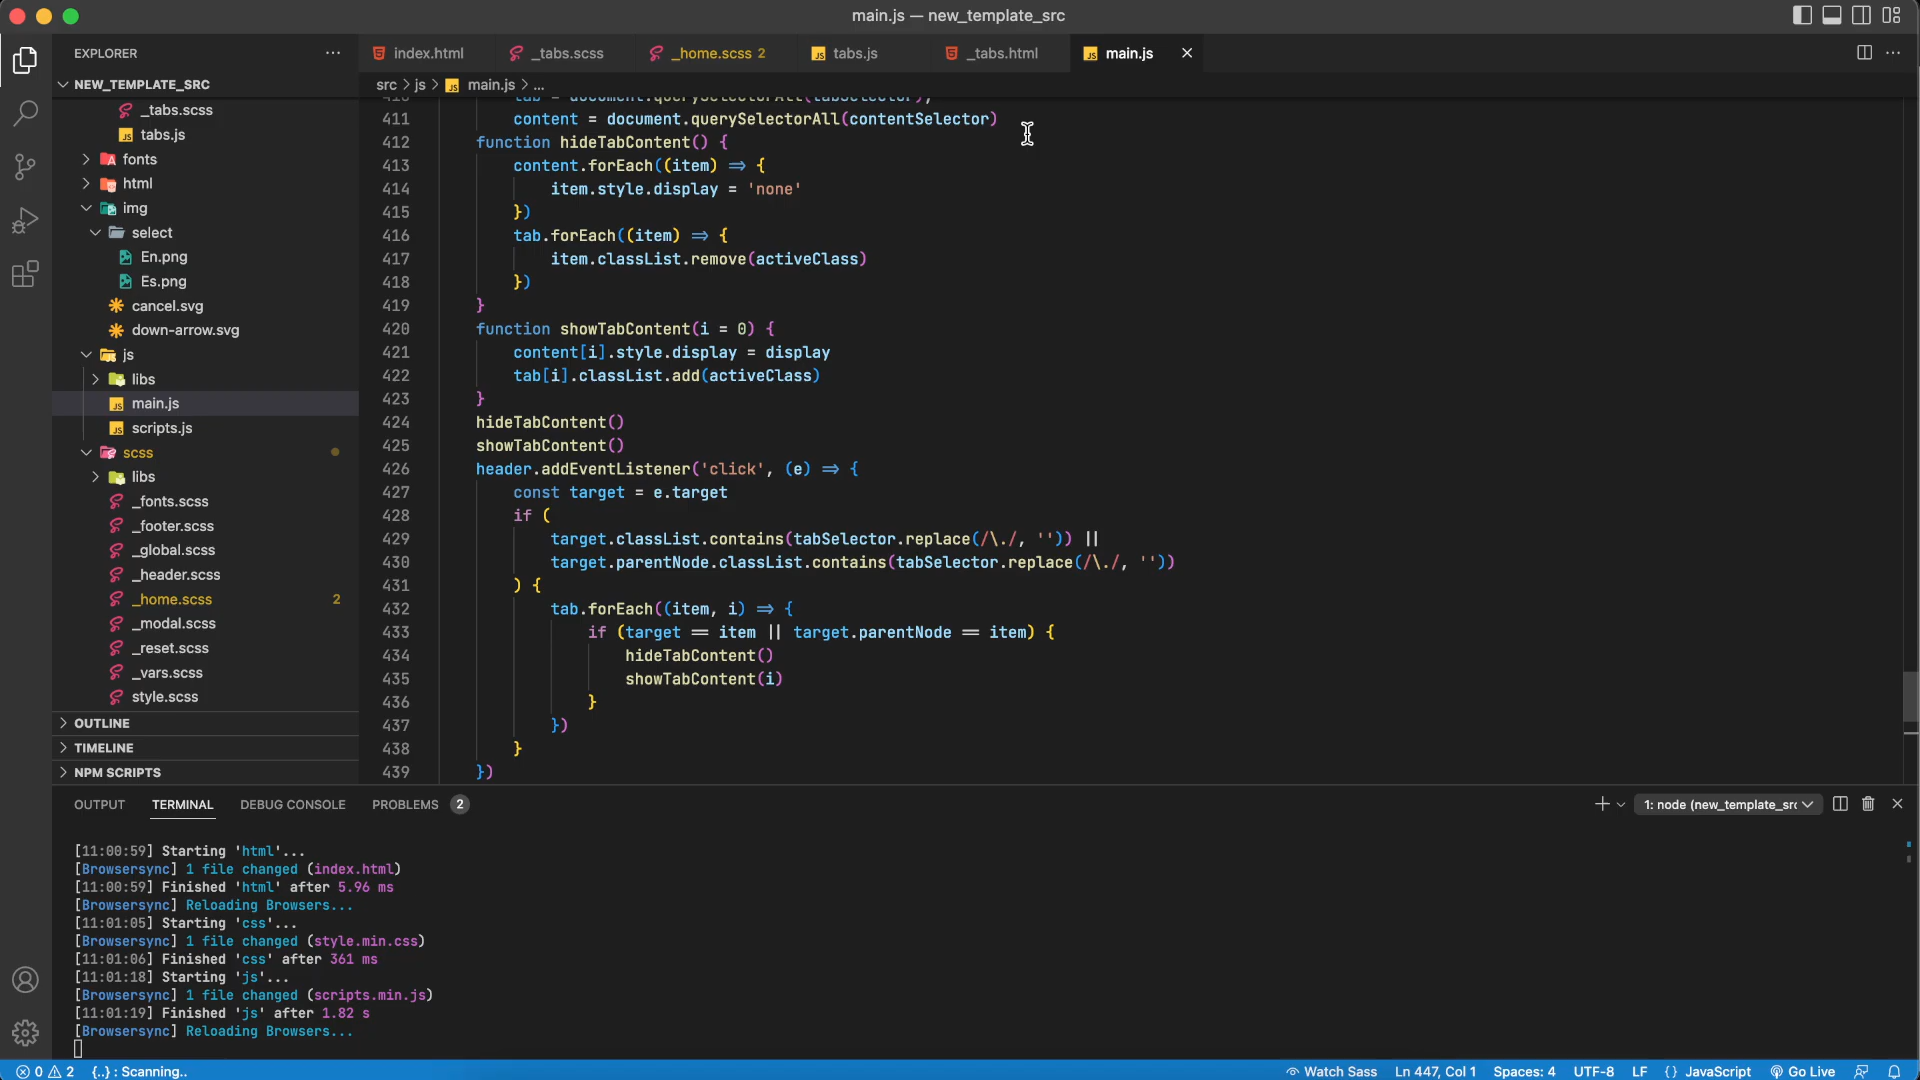 main.js — new_template_src
EXPLORER
NEW_TEMPLATE_SRC
_tabs.scss
tabs.js
fonts
html
img
select
En.png
Es.png
cancel.svg
down-arrow.svg
js
libs
main.js
scripts.js
scss
libs
_fonts.scss
_footer.scss
_global.scss
_header.scss
_home.scss 2
_modal.scss
_reset.scss
_vars.scss
style.scss
OUTLINE
TIMELINE
NPM SCRIPTS
index.html _tabs.scss _home.scss 2 tabs.js _tabs.html main.js
src > js > main.js > ...
410 tab = document.querySelectorAll(tabSelector),
411 content = document.querySelectorAll(contentSelector)
412 function hideTabContent() {
413 content.forEach((item) => {
414 item.style.display = 'none'
415 })
416 tab.forEach((item) => {
417 item.classList.remove(activeClass)
418 })
419 }
420 function showTabContent(i = 0) {
421 content[i].style.display = display
422 tab[i].classList.add(activeClass)
423 }
424 hideTabContent()
425 showTabContent()
426 header.addEventListener('click', (e) => {
427 const target = e.target
428 if (
429 target.classList.contains(tabSelector.replace(/\./, '')) ||
430 target.parentNode.classList.contains(tabSelector.replace(/\./, ''))
431 ) {
432 tab.forEach((item, i) => {
433 if (target == item || target.parentNode == item) {
434 hideTabContent()
435 showTabContent(i)
436 }
437 })
438 }
439 })
OUTPUT TERMINAL DEBUG CONSOLE PROBLEMS 2
1: node (new_template_src
[11:00:59] Starting 'html'...
[Browsersync] 1 file changed (index.html)
[11:00:59] Finished 'html' after 5.96 ms
[Browsersync] Reloading Browsers...
[11:01:05] Starting 'css'...
[Browsersync] 1 file changed (style.min.css)
[11:01:06] Finished 'css' after 361 ms
[11:01:18] Starting 'js'...
[Browsersync] 1 file changed (scripts.min.js)
[11:01:19] Finished 'js' after 1.82 s
[Browsersync] Reloading Browsers...
0 2 {..} : Scanning.. Watch Sass Ln 447, Col 1 Spaces: 4 UTF-8 LF {} JavaScript Go Live